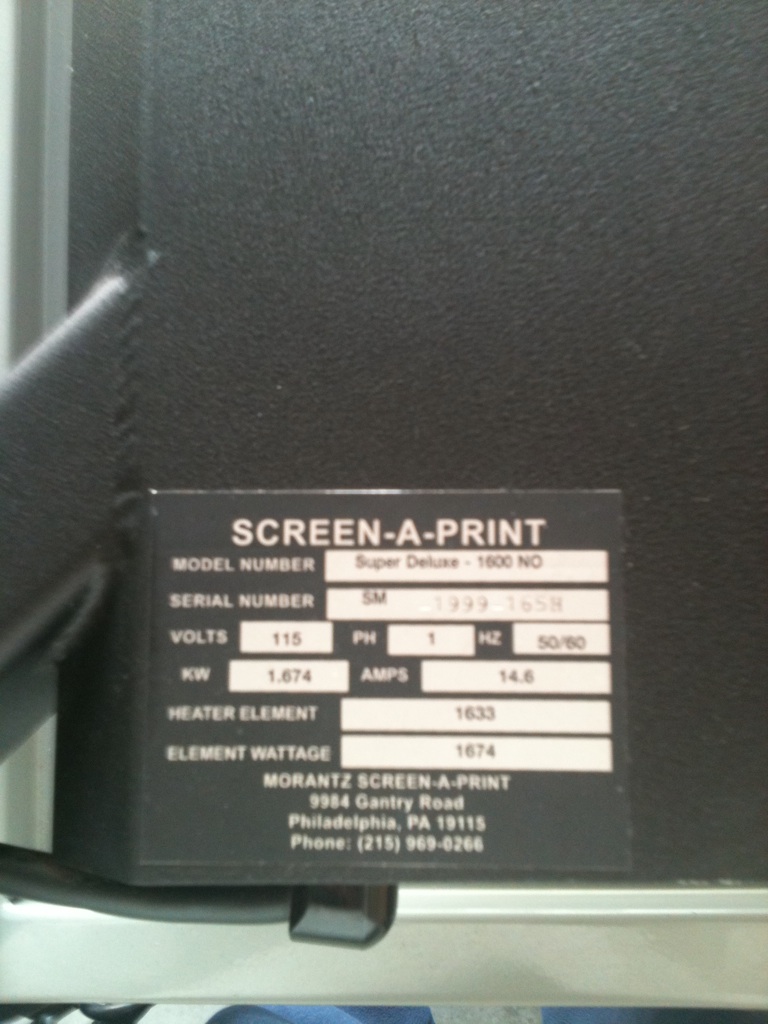 SCREEN-A-PRINT
MODEL NUMBER Super Deluxe - 1600 NO
SERIAL NUMBER SM 1999-1658
VOLTS 115 PH 1 HZ 50/60
KW 1.674 AMPS 14.6
HEATER ELEMENT 1633
ELEMENT WATTAGE 1674
MORANTZ SCREEN-A-PRINT
9984 Gantry Road
Philadelphia, PA 19115
Phone: (215) 969-0266